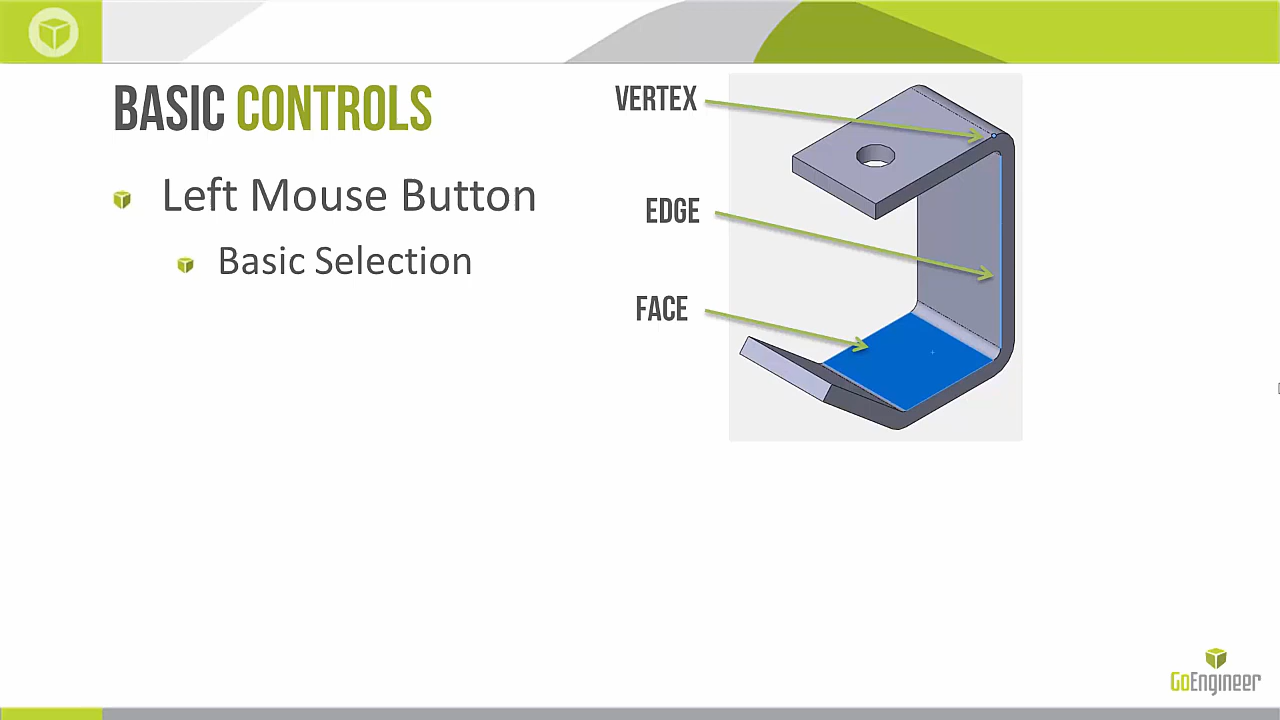 BASIC CONTROLS
Left Mouse Button
Basic Selection
VERTEX
EDGE
FACE
GoEngineer